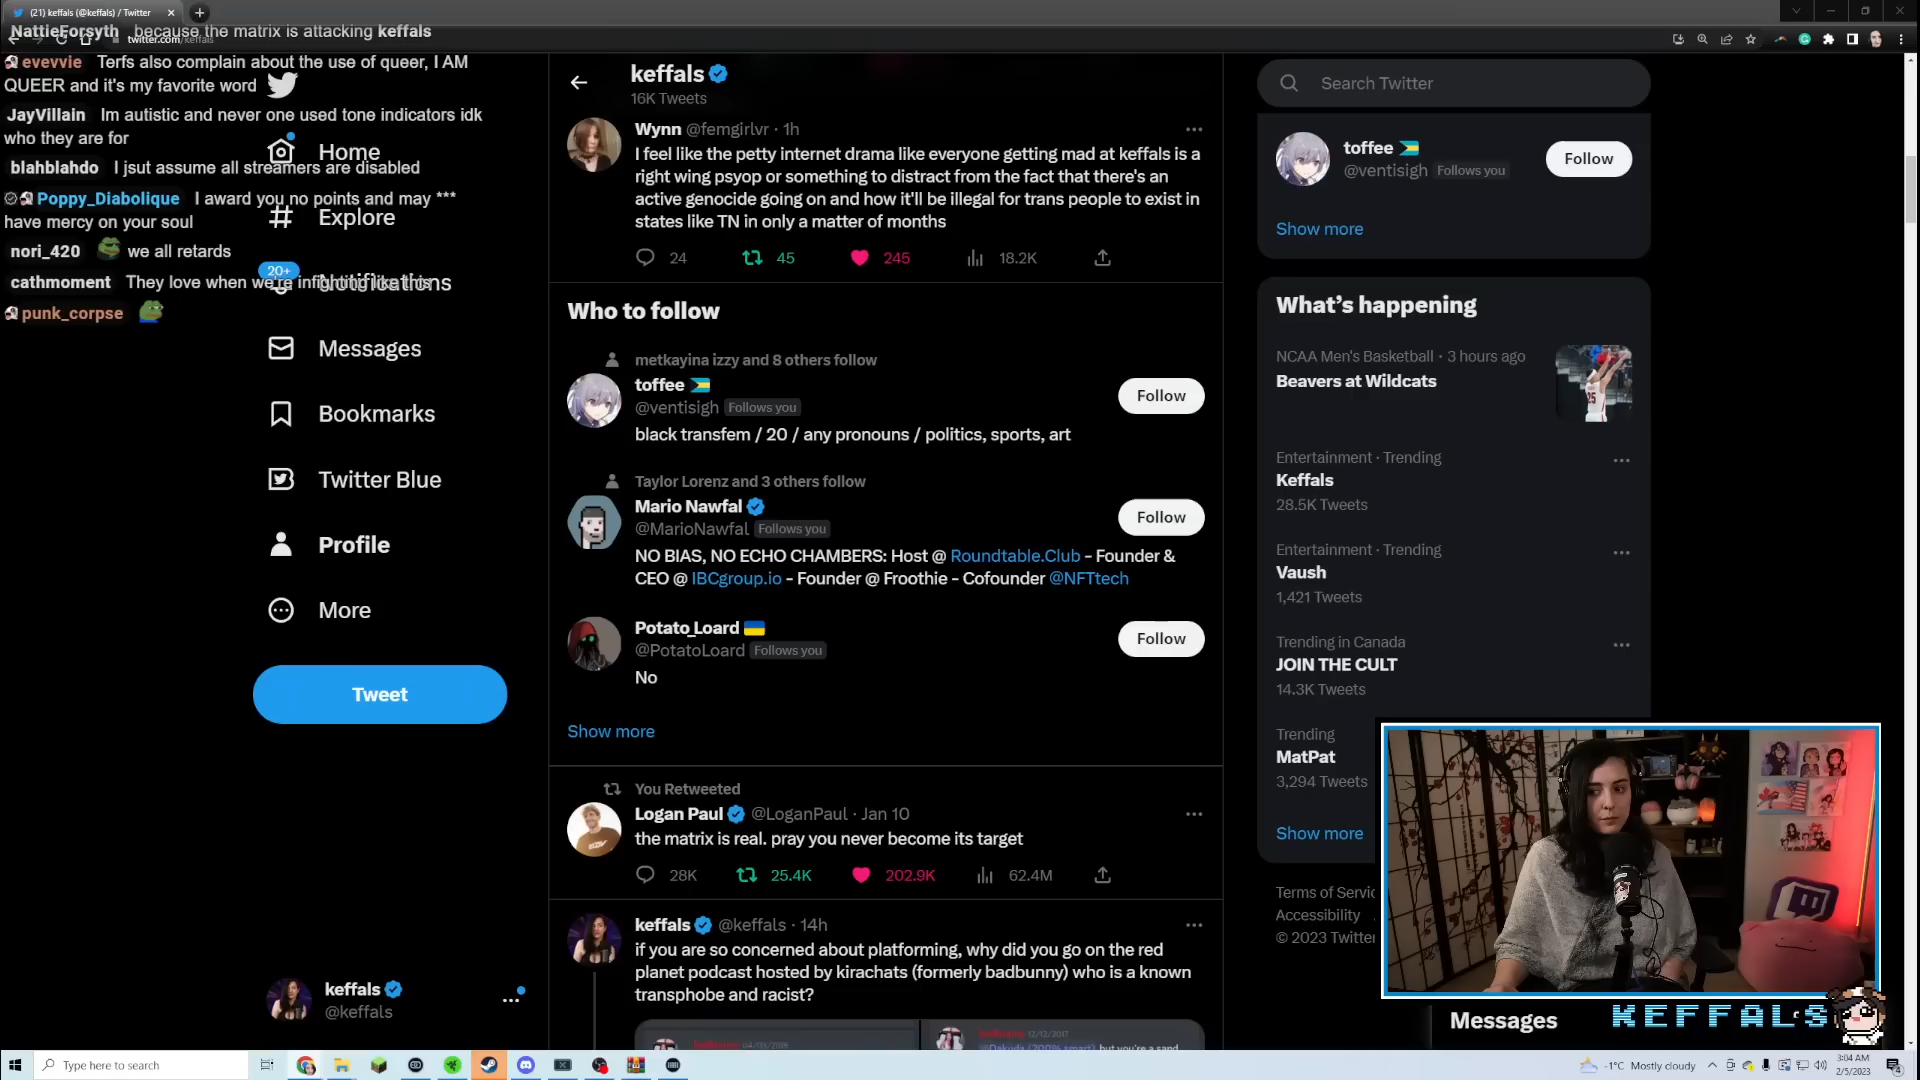 (21) keffals (@keffals) / Twitter
NattieForsyth because the matrix is attacking keffals
twitter.com/keffals
evevvie Terfs also complain about the use of queer, I AM
QUEER and it's my favorite word
JayVillain Im autistic and never one used tone indicators idk
who they are for
blahblahdo I jsut assume all streamers are disabled
Poppy_Diabolique I award you no points and may ***
have mercy on your soul
nori_420 we all retards
cathmoment They love when we're infighting like this
punk_corpse
Home
Explore
20+
Notifications
Messages
Bookmarks
Twitter Blue
Profile
More
Tweet
keffals
@keffals
keffals
16K Tweets
Wynn @femgirlvr · 1h
I feel like the petty internet drama like everyone getting mad at keffals is a
right wing psyop or something to distract from the fact that there's an
active genocide going on and how it'll be illegal for trans people to exist in
states like TN in only a matter of months
24 45 245 18.2K
Who to follow
metkayina izzy and 8 others follow
toffee
@ventisigh Follows you
Follow
black transfem / 20 / any pronouns / politics, sports, art
Taylor Lorenz and 3 others follow
Mario Nawfal
@MarioNawfal Follows you
Follow
NO BIAS, NO ECHO CHAMBERS: Host @ Roundtable.Club - Founder &
CEO @ IBCgroup.io - Founder @ Froothie - Cofounder @NFTtech
Potato_Loard
@PotatoLoard Follows you
Follow
No
Show more
You Retweeted
Logan Paul @LoganPaul · Jan 10
the matrix is real. pray you never become its target
28K 25.4K 202.9K 62.4M
keffals @keffals · 14h
if you are so concerned about platforming, why did you go on the red
planet podcast hosted by kirachats (formerly badbunny) who is a known
transphobe and racist?
12/12/2017
but you're a sand
Search Twitter
toffee
@ventisigh Follows you
Follow
Show more
What's happening
NCAA Men's Basketball · 3 hours ago
Beavers at Wildcats
Entertainment · Trending
Keffals
28.5K Tweets
Entertainment · Trending
Vaush
1,421 Tweets
Trending in Canada
JOIN THE CULT
14.3K Tweets
Trending
MatPat
3,294 Tweets
Show more
Terms of Servic
Accessibility
© 2023 Twitter
Messages
KEFFALS
Type here to search
-1°C Mostly cloudy
3:04 AM
2/5/2023